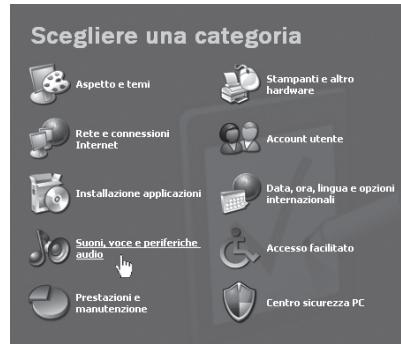 Scegliere una categoria
Aspetto e temi
Stampanti e altro
hardware
Rete e connessioni
Internet
Account utente
Installazione applicazioni
Data, ora, lingua e opzioni
internazionali
Suoni, voce e periferiche
audio
Accesso facilitato
Prestazioni e
manutenzione
Centro sicurezza PC